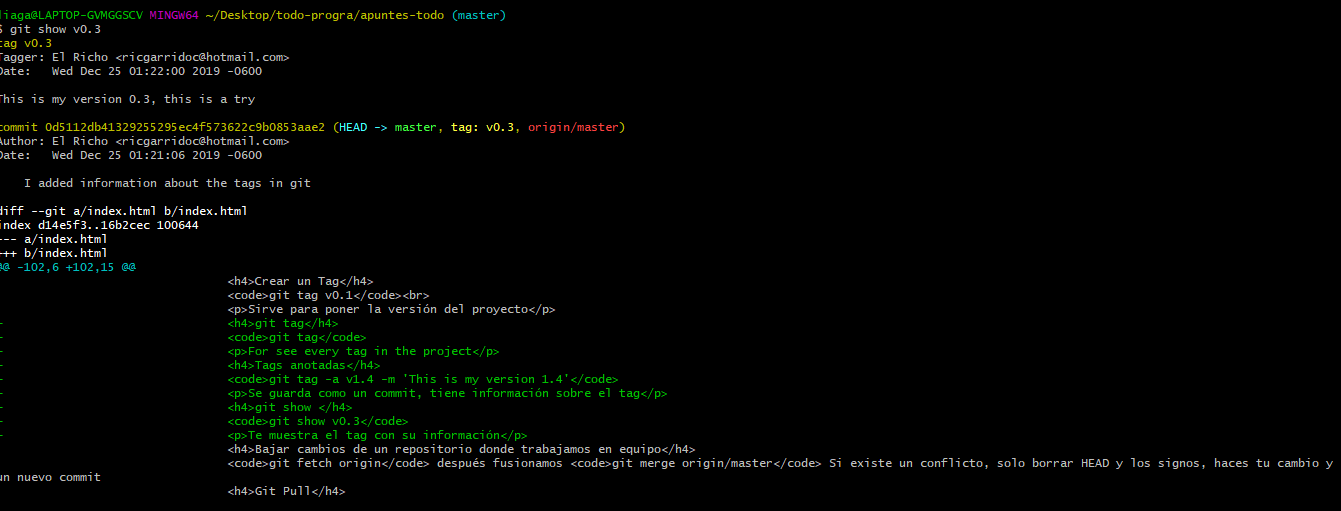 liaga@LAPTOP-GVMGGSCV MINGW64 ~/Desktop/todo-progra/apuntes-todo (master)
$ git show v0.3
tag v0.3
Tagger: El Richo <ricgarridoc@hotmail.com>
Date:   Wed Dec 25 01:22:00 2019 -0600
This is my version 0.3, this is a try
commit 0d5112db41329255295ec4f573622c9b0853aae2 (HEAD -> master, tag: v0.3, origin/master)
Author: El Richo <ricgarridoc@hotmail.com>
Date:   Wed Dec 25 01:21:06 2019 -0600
I added information about the tags in git
diff --git a/index.html b/index.html
index d14e5f3..16b2cec 100644
--- a/index.html
+++ b/index.html
@@ -102,6 +102,15 @@
<h4>Crear un Tag</h4>
<code>git tag v0.1</code><br>
<p>Sirve para poner la versión del proyecto</p>
+ <h4>git tag</h4>
+ <code>git tag</code>
+ <p>For see every tag in the project</p>
+ <h4>Tags anotadas</h4>
+ <code>git tag -a v1.4 -m 'This is my version 1.4'</code>
+ <p>Se guarda como un commit, tiene información sobre el tag</p>
+ <h4>git show </h4>
+ <code>git show v0.3</code>
+ <p>Te muestra el tag con su información</p>
<h4>Bajar cambios de un repositorio donde trabajamos en equipo</h4>
<code>git fetch origin</code> después fusionamos <code>git merge origin/master</code> Si existe un conflicto, solo borrar HEAD y los signos, haces tu cambio y
un nuevo commit
<h4>Git Pull</h4>